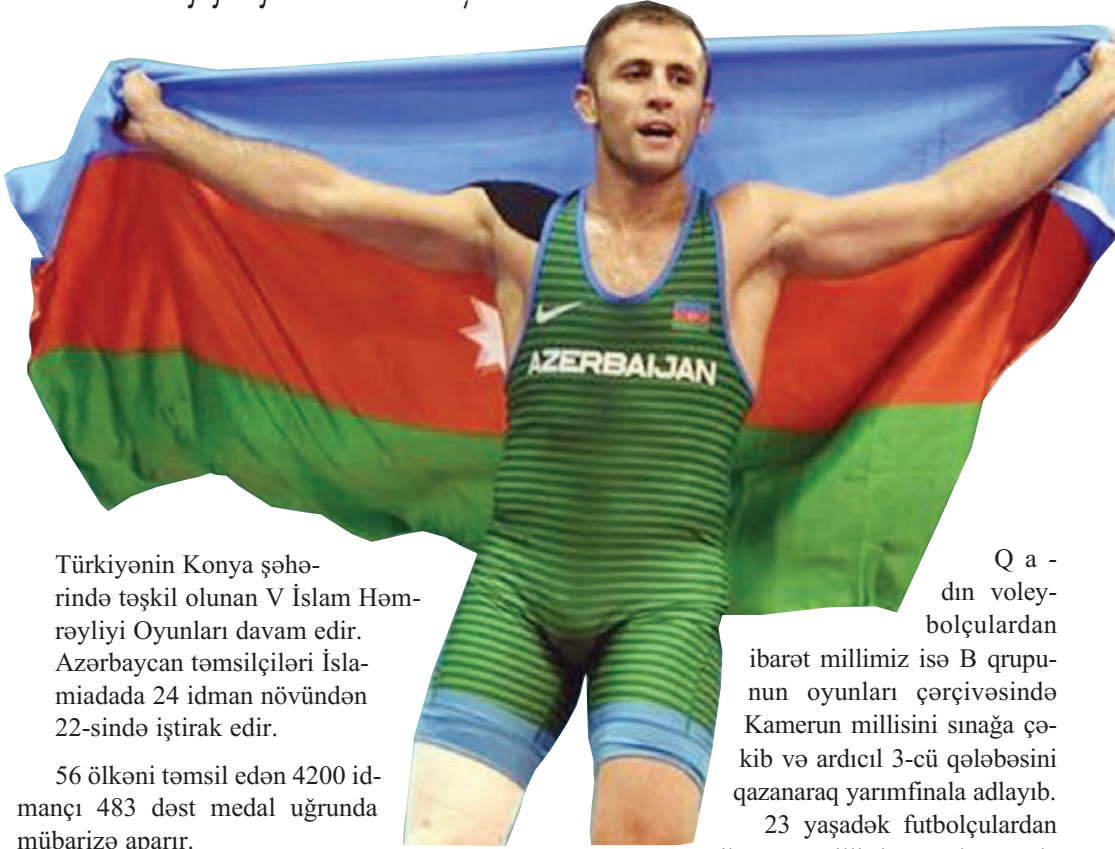 AZERBAIJAN
Türkiyənin Konya şəhə-
rində təşkil olunan V İslam Həm-
rəyliyi Oyunları davam edir.
Azərbaycan təmsilçiləri İsla-
miadada 24 idman növündən
22-sində iştirak edir.
56 ölkəni təmsil edən 4200 id-
mançı 483 dəst medal uğrunda
mübarizə aparır.
Q a -
dın voley-
bolçulardan
ibarət millimiz isə B qrupu-
nun oyunları çərçivəsində
Kamerun millisini sınağa çə-
kib və ardıcıl 3-cü qələbəsini
qazanaraq yarımfinala adlayıb.
23 yaşadək futbolçulardan